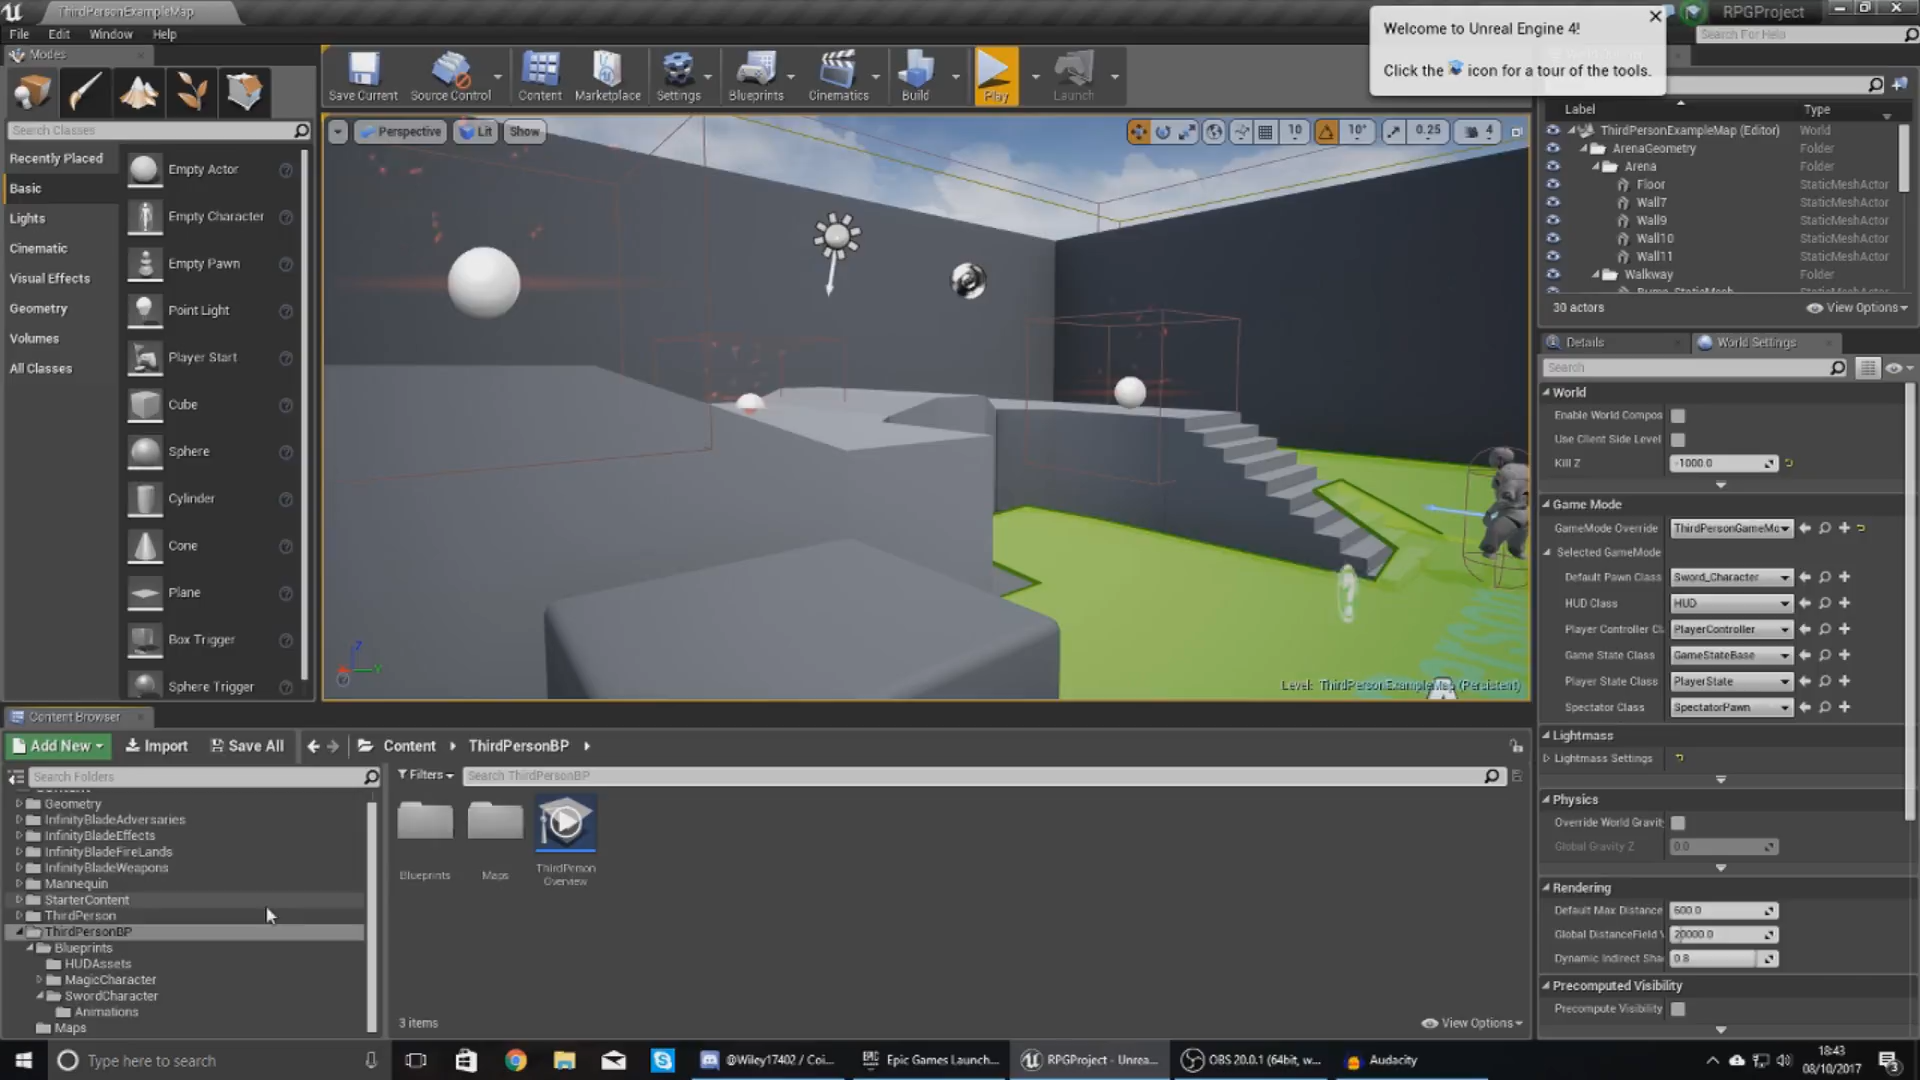 ThirdPersonExampleMap
RPGProject
File Edit Window Help
Search For Help
Welcome to Unreal Engine 4!
Click the icon for a tour of the tools.
Modes
Save Current
Source Control
Content
Marketplace
Settings
Blueprints
Cinematics
Build
Play
Launch
Search Classes
Recently Placed
Basic
Lights
Cinematic
Visual Effects
Geometry
Volumes
All Classes
Empty Actor
Empty Character
Empty Pawn
Point Light
Player Start
Cube
Sphere
Cylinder
Cone
Plane
Box Trigger
Sphere Trigger
Perspective Lit Show
10 10° 0.25 4
Level: ThirdPersonExampleMap (Persistent)
Label Type
ThirdPersonExampleMap (Editor) World
ArenaGeometry Folder
Arena Folder
Floor StaticMeshActor
Wall7 StaticMeshActor
Wall9 StaticMeshActor
Wall10 StaticMeshActor
Wall11 StaticMeshActor
Walkway Folder
Bump_StaticMesh StaticMeshActor
30 actors View Options
Details World Settings
Search
World
Enable World Compos
Use Client Side Level
Kill Z -1000.0
Game Mode
GameMode Override ThirdPersonGameMo
Selected GameMode
Default Pawn Class Sword_Character
HUD Class HUD
Player Controller Cl PlayerController
Game State Class GameStateBase
Player State Class PlayerState
Spectator Class SpectatorPawn
Lightmass
Lightmass Settings
Physics
Override World Gravit
Global Gravity Z 0.0
Rendering
Default Max Distance 600.0
Global DistanceField V 20000.0
Dynamic Indirect Sha 0.8
Precomputed Visibility
Precompute Visibility
Content Browser
Add New Import Save All Content ThirdPersonBP
Search Folders
Filters Search ThirdPersonBP
Content
Geometry
InfinityBladeAdversaries
InfinityBladeEffects
InfinityBladeFireLands
InfinityBladeWeapons
Mannequin
StarterContent
ThirdPerson
ThirdPersonBP
Blueprints
HUDAssets
MagicCharacter
SwordCharacter
Animations
Maps
Blueprints
Maps
ThirdPerson
Overview
3 items View Options
Type here to search
@Wiley17402 / Coi...
Epic Games Launch...
RPGProject - Unrea...
OBS 20.0.1 (64bit, w...
Audacity
18:43
08/10/2017
3